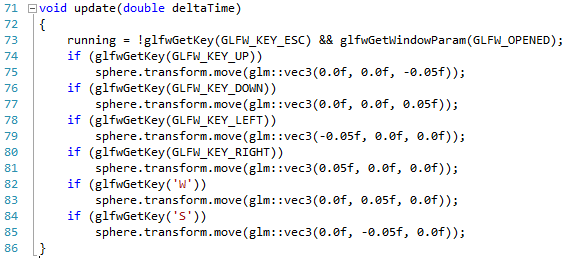 71 void update(double deltaTime)
72 {
73     running = !glfwGetKey(GLFW_KEY_ESC) && glfwGetWindowParam(GLFW_OPENED);
74     if (glfwGetKey(GLFW_KEY_UP))
75         sphere.transform.move(glm::vec3(0.0f, 0.0f, -0.05f));
76     if (glfwGetKey(GLFW_KEY_DOWN))
77         sphere.transform.move(glm::vec3(0.0f, 0.0f, 0.05f));
78     if (glfwGetKey(GLFW_KEY_LEFT))
79         sphere.transform.move(glm::vec3(-0.05f, 0.0f, 0.0f));
80     if (glfwGetKey(GLFW_KEY_RIGHT))
81         sphere.transform.move(glm::vec3(0.05f, 0.0f, 0.0f));
82     if (glfwGetKey('W'))
83         sphere.transform.move(glm::vec3(0.0f, 0.05f, 0.0f));
84     if (glfwGetKey('S'))
85         sphere.transform.move(glm::vec3(0.0f, -0.05f, 0.0f));
86 }